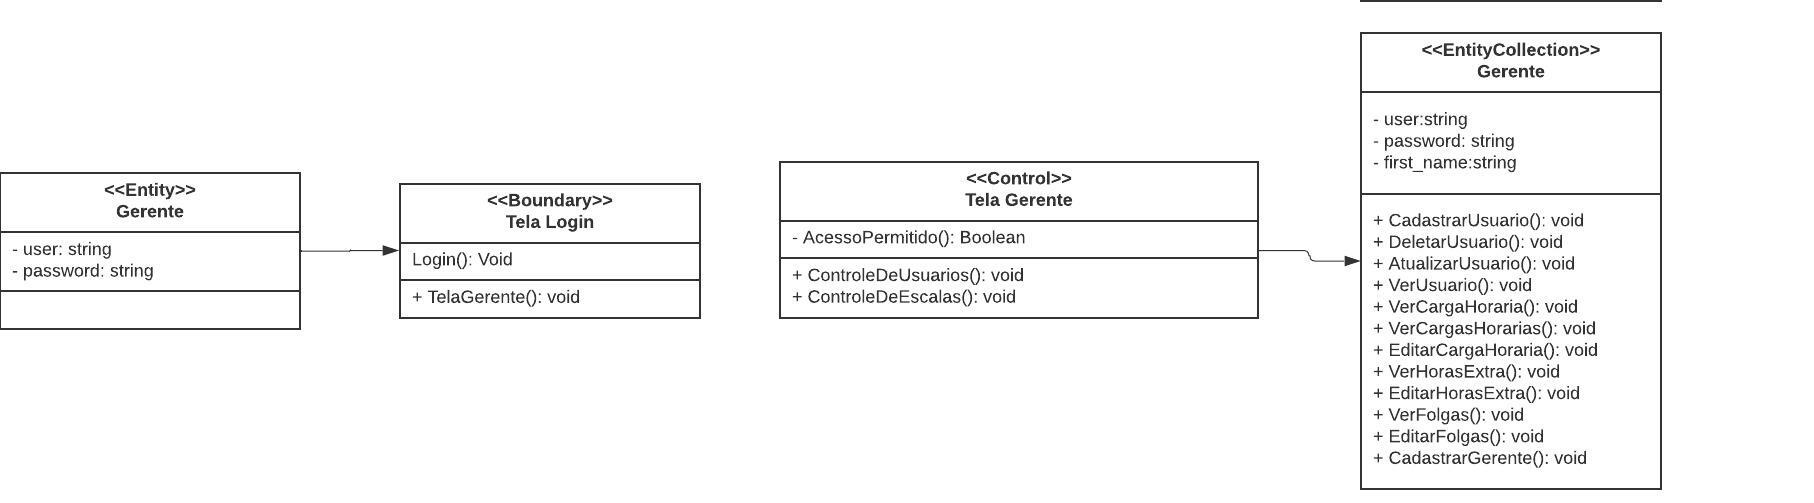 <<Entity>>
Gerente
- user: string
- password: string
<<Boundary>>
Tela Login
Login(): Void
+ TelaGerente(): void
<<Control>>
Tela Gerente
- AcessoPermitido(): Boolean
+ ControleDeUsuarios(): void
+ ControleDeEscalas(): void
<<EntityCollection>>
Gerente
- user:string
- password: string
- first_name:string
+ CadastrarUsuario(): void
+ DeletarUsuario(): void
+ AtualizarUsuario(): void
+ VerUsuario(): void
+ VerCargaHoraria(): void
+ VerCargasHorarias(): void
+ EditarCargaHoraria(): void
+ VerHorasExtra(): void
+ EditarHorasExtra(): void
+ VerFolgas(): void
+ EditarFolgas(): void
+ CadastrarGerente(): void